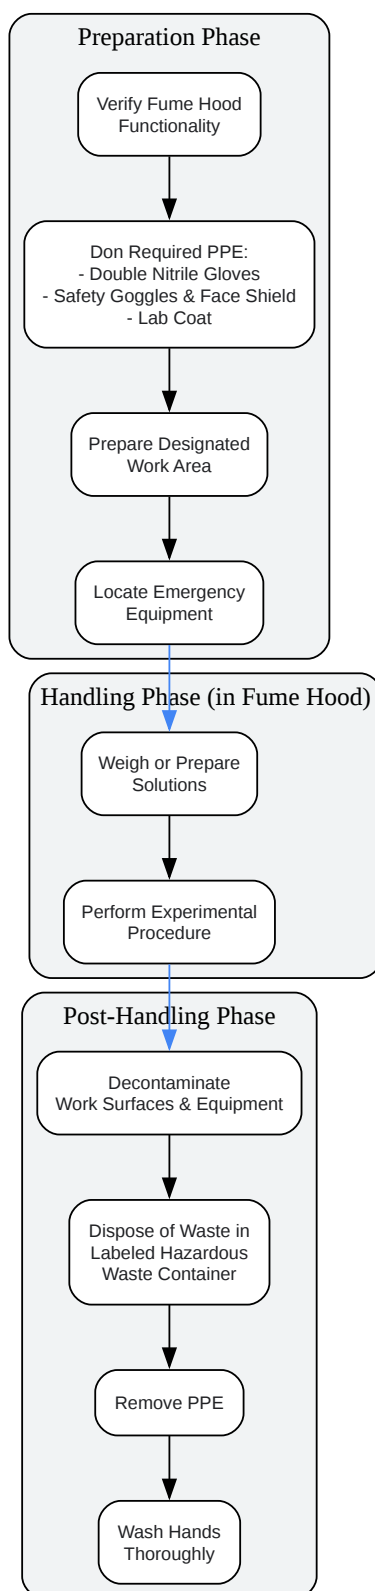 Preparation Phase
Verify Fume Hood
Functionality
Don Required PPE:
- Double Nitrile Gloves
- Safety Goggles & Face Shield
- Lab Coat
Prepare Designated
Work Area
Locate Emergency
Equipment
Handling Phase (in Fume Hood)
Weigh or Prepare
Solutions
Perform Experimental
Procedure
Post-Handling Phase
Decontaminate
Work Surfaces & Equipment
Dispose of Waste in
Labeled Hazardous
Waste Container
Remove PPE
Wash Hands
Thoroughly